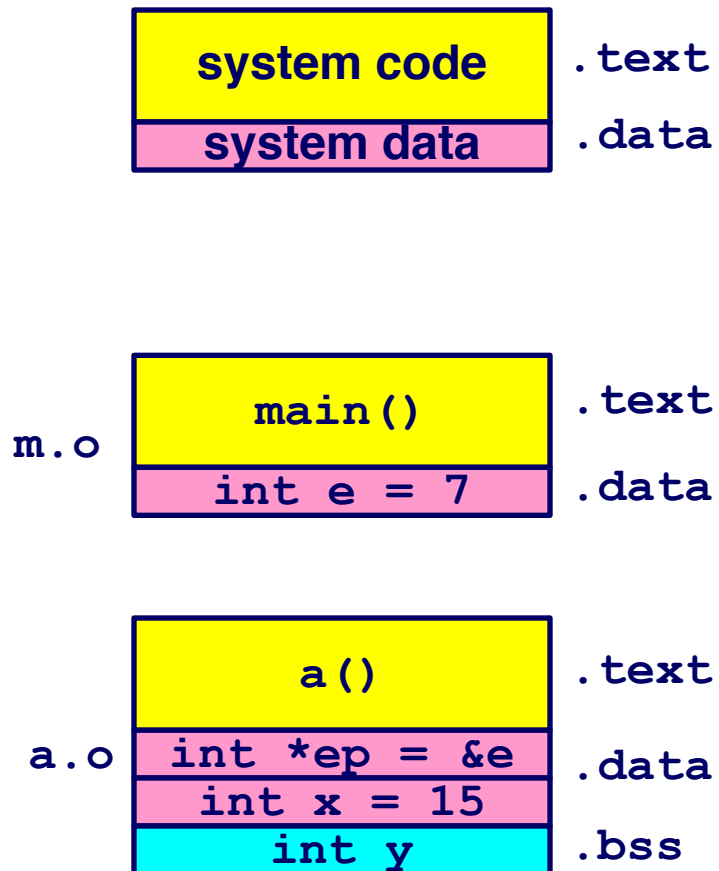 system code .text
system data .data
main() .text
m.o
int e = 7 .data
a() .text
a.o int *ep = &e .data
int x = 15
int y .bss